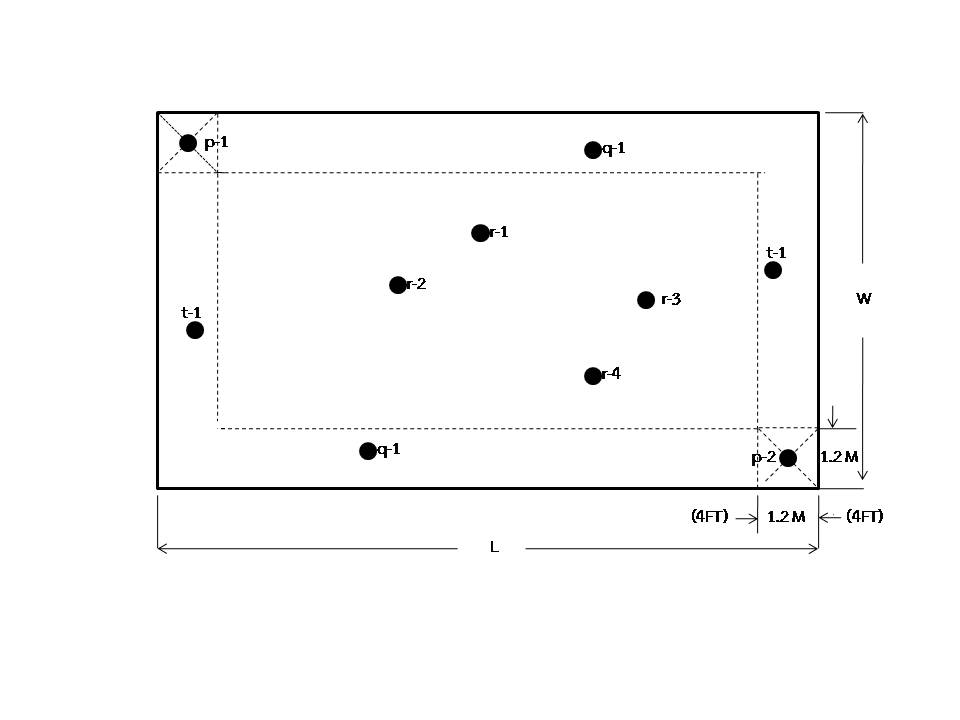 p-1
q-1
r-1
t-1
r-2
W
r-3
t-1
r-4
q-1
p-2
1.2 M
(4FT)
1.2 M
(4FT)
L